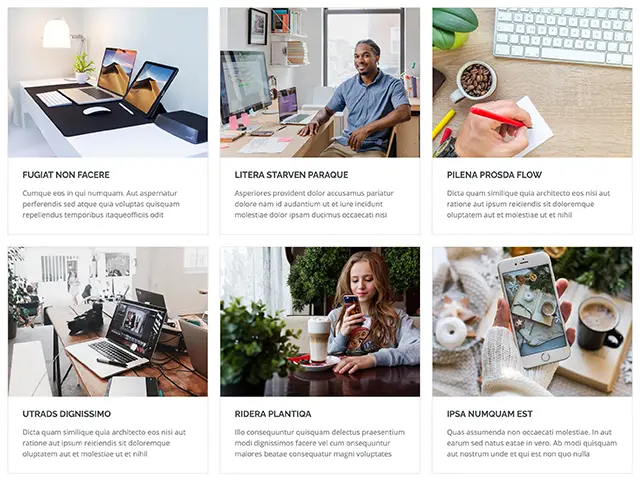 FUGIAT NON FACERE
Cumque eos in qui numquam. Aut aspernatur
perferendis sed atque quia voluptas quisquam
repellendus temporibus itaqueofficiis odit
LITERA STARVEN PARAQUE
Asperiores provident dolor accusamus pariatur
dolore nam id audantium ut et iure incidunt
molestiae dolor ipsam ducimus occaecati nisi
PILENA PROSDA FLOW
Dicta quam similique quia architecto eos nisi aut
ratione aut ipsum reiciendis sit doloremque
oluptatem aut et molestiae ut et nihil
UTRADS DIGNISSIMO
Dicta quam similique quia architecto eos nisi aut
ratione aut ipsum reiciendis sit doloremque
oluptatem aut et molestiae ut et nihil
RIDERA PLANTIQA
Illo consequuntur quisquam delectus praesentium
modi dignissimos facere vel cum onsequuntur
maiores beatae consequatur magni voluptates
IPSA NUMQUAM EST
Quas assumenda non occaecati molestiae. In aut
earum sed natus eatae in vero. Ab modi quisquam
aut nostrum unde et qui est non quo nulla